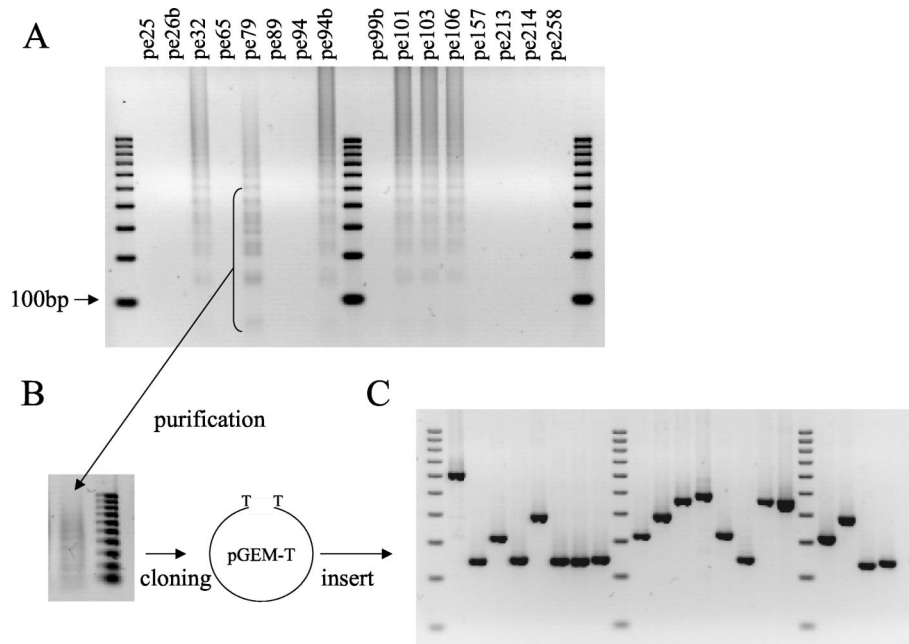 A
pe25 pe26b pe32 pe65 pe79 pe89 pe94 pe94b pe99b pe101 pe103 pe106 pe157 pe213 pe214 pe258
100bp
B
C
purification
T T
pGEM-T
cloning
insert